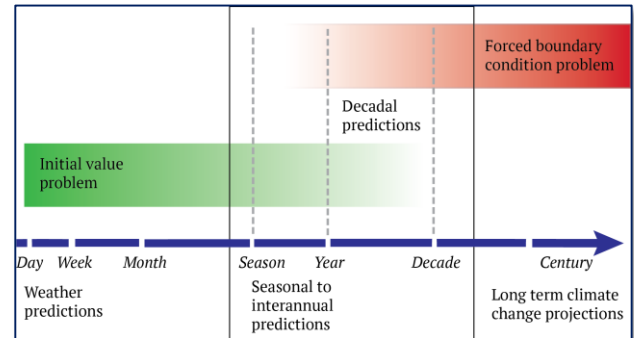 Forced boundary
condition problem
Decadal
predictions
Initial value
problem
Day Week Month Season Year Decade Century
Weather
predictions
Seasonal to
interannual
predictions
Long term climate
change projections